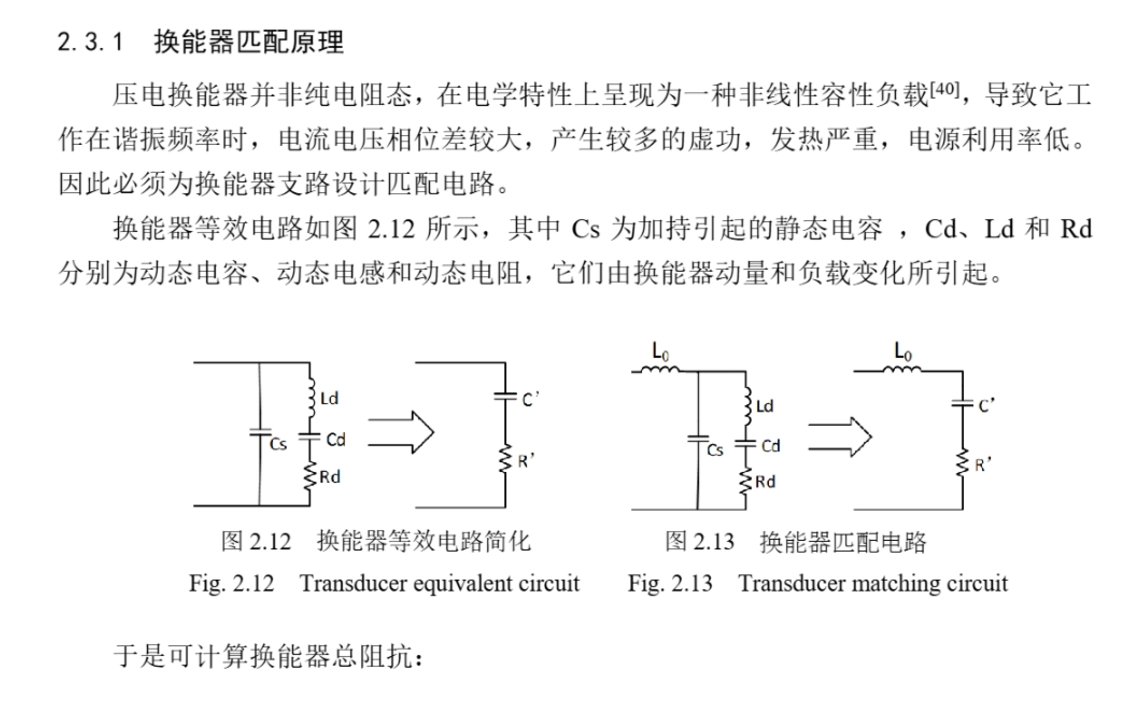 2.3.1 换能器匹配原理
压电换能器并非纯电阻态，在电学特性上呈现为一种非线性容性负载[40]，导致它工
作在谐振频率时，电流电压相位差较大，产生较多的虚功，发热严重，电源利用率低。
因此必须为换能器支路设计匹配电路。
换能器等效电路如图 2.12 所示，其中 Cs 为加持引起的静态电容 ，Cd、Ld 和 Rd
分别为动态电容、动态电感和动态电阻，它们由换能器动量和负载变化所引起。
Ld
Cs
Cd
Rd
C'
R'
L0
Ld
Cs
Cd
Rd
L0
C'
R'
图 2.12 换能器等效电路简化
Fig. 2.12 Transducer equivalent circuit
图 2.13 换能器匹配电路
Fig. 2.13 Transducer matching circuit
于是可计算换能器总阻抗：